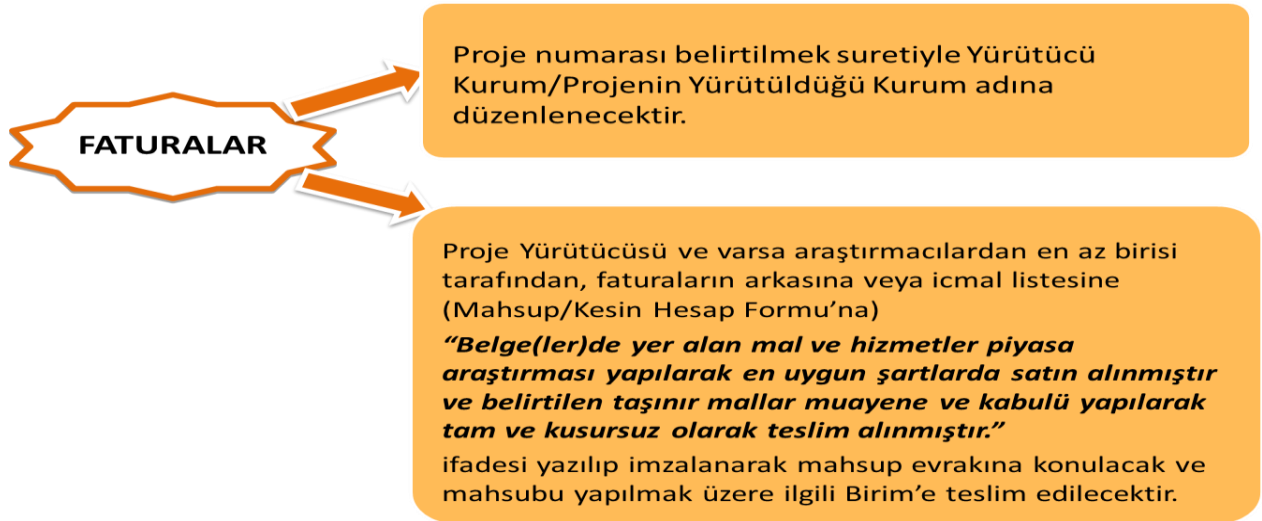 FATURALAR
Proje numarası belirtilmek suretiyle Yürütücü
Kurum/Projenin Yürütüldüğü Kurum adına
düzenlenecektir.
Proje Yürütücüsü ve varsa araştırmacılardan en az birisi
tarafından, faturaların arkasına veya icmal listesine
(Mahsup/Kesin Hesap Formu’na)
“Belge(ler)de yer alan mal ve hizmetler piyasa
araştırması yapılarak en uygun şartlarda satın alınmıştır
ve belirtilen taşınır mallar muayene ve kabulü yapılarak
tam ve kusursuz olarak teslim alınmıştır.”
ifadesi yazılıp imzalanarak mahsup evrakına konulacak ve
mahsubu yapılmak üzere ilgili Birim’e teslim edilecektir.